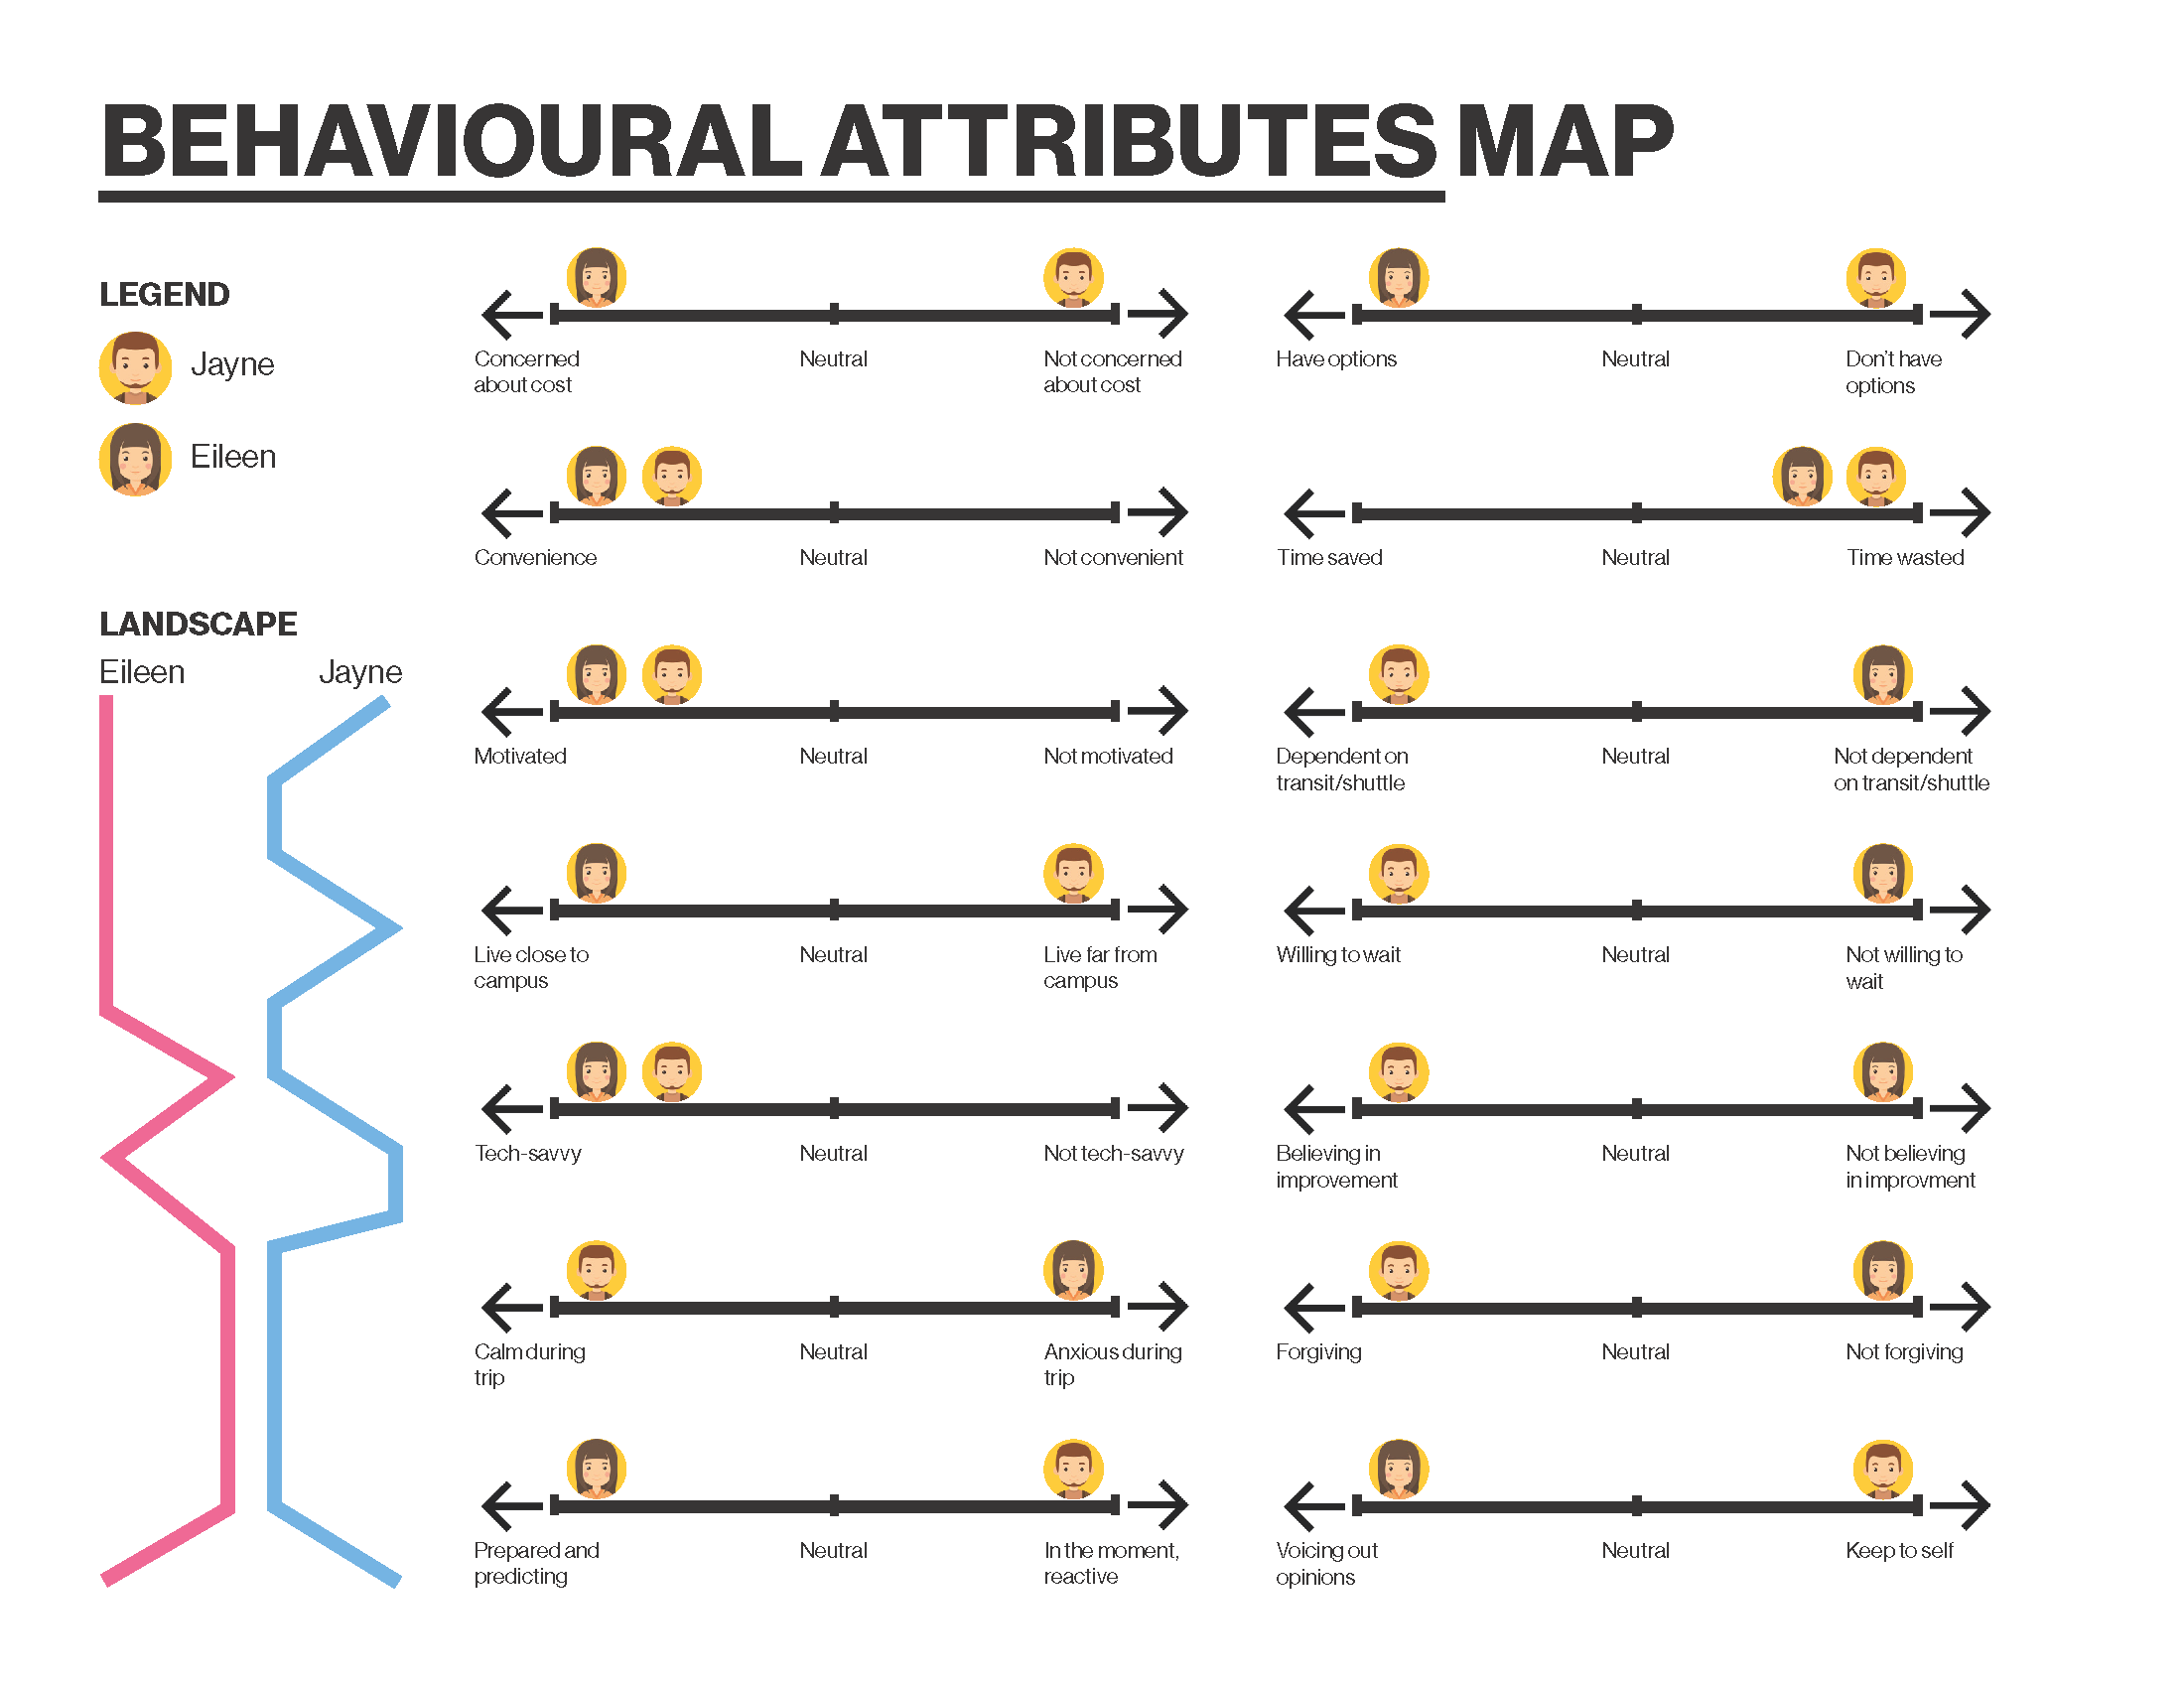 BEHAVIOURAL ATTRIBUTES MAP
LEGEND
Jayne
Eileen
LANDSCAPE
Eileen
Jayne
Concerned
about cost
Neutral
Not concerned
about cost
Have options
Neutral
Don't have
options
Convenience
Neutral
Not convenient
Time saved
Neutral
Time wasted
Motivated
Neutral
Not motivated
Dependent on
transit/shuttle
Neutral
Not dependent
on transit/shuttle
Live close to
campus
Neutral
Live far from
campus
Willing to wait
Neutral
Not willing to
wait
Tech-savvy
Neutral
Not tech-savvy
Believing in
improvement
Neutral
Not believing
in improvment
Calm during
trip
Neutral
Anxious during
trip
Forgiving
Neutral
Not forgiving
Prepared and
predicting
Neutral
In the moment,
reactive
Voicing out
opinions
Neutral
Keep to self